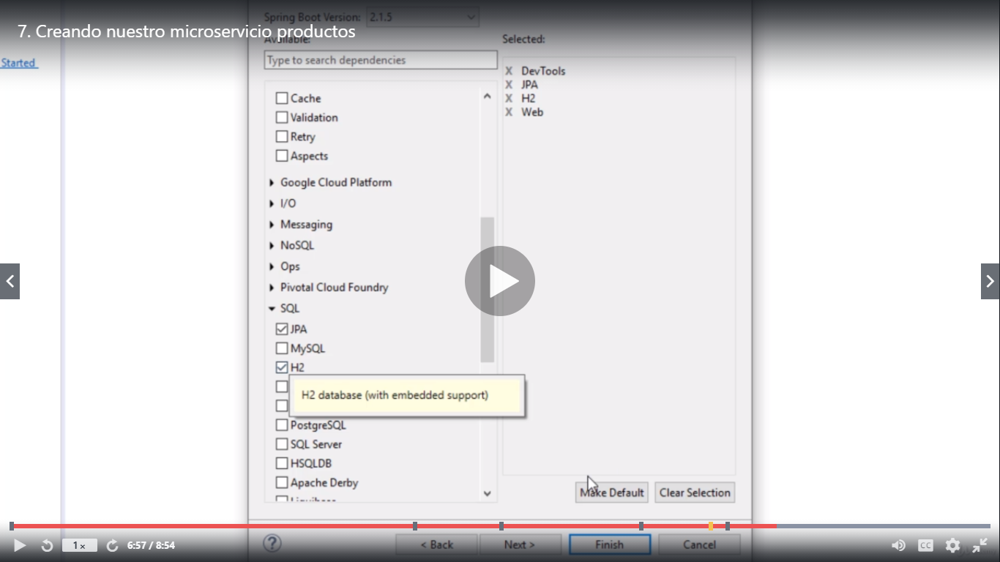 Spring Boot Version: 2.1.5
7. Creando nuestro microservicio productos
Available:
Selected:
Started
Type to search dependencies
Cache
Validation
Retry
Aspects
Google Cloud Platform
I/O
Messaging
NoSQL
Ops
Pivotal Cloud Foundry
SQL
JPA
MySQL
H2
H2 database (with embedded support)
PostgreSQL
SQL Server
HSQLDB
Apache Derby
X DevTools
X JPA
X H2
X Web
Make Default
Clear Selection
< Back
Next >
Finish
Cancel
1x
6:57 / 8:54
CC